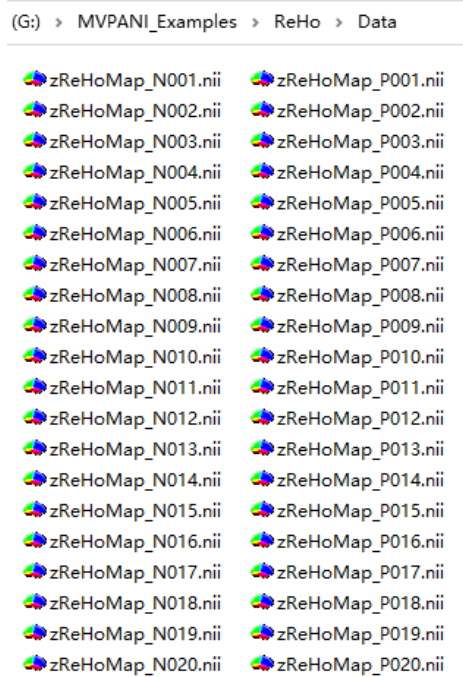 (G:) > MVPANI_Examples > ReHo > Data
zReHoMap_N001.nii zReHoMap_P001.nii
zReHoMap_N002.nii zReHoMap_P002.nii
zReHoMap_N003.nii zReHoMap_P003.nii
zReHoMap_N004.nii zReHoMap_P004.nii
zReHoMap_N005.nii zReHoMap_P005.nii
zReHoMap_N006.nii zReHoMap_P006.nii
zReHoMap_N007.nii zReHoMap_P007.nii
zReHoMap_N008.nii zReHoMap_P008.nii
zReHoMap_N009.nii zReHoMap_P009.nii
zReHoMap_N010.nii zReHoMap_P010.nii
zReHoMap_N011.nii zReHoMap_P011.nii
zReHoMap_N012.nii zReHoMap_P012.nii
zReHoMap_N013.nii zReHoMap_P013.nii
zReHoMap_N014.nii zReHoMap_P014.nii
zReHoMap_N015.nii zReHoMap_P015.nii
zReHoMap_N016.nii zReHoMap_P016.nii
zReHoMap_N017.nii zReHoMap_P017.nii
zReHoMap_N018.nii zReHoMap_P018.nii
zReHoMap_N019.nii zReHoMap_P019.nii
zReHoMap_N020.nii zReHoMap_P020.nii